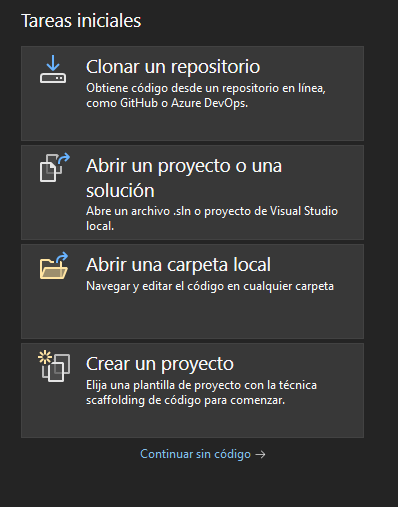 Tareas iniciales
Clonar un repositorio
Obtiene código desde un repositorio en línea,
como GitHub o Azure DevOps.
Abrir un proyecto o una
solución
Abre un archivo .sln o proyecto de Visual Studio
local.
Abrir una carpeta local
Navegar y editar el código en cualquier carpeta
Crear un proyecto
Elija una plantilla de proyecto con la técnica
scaffolding de código para comenzar.
Continuar sin código →